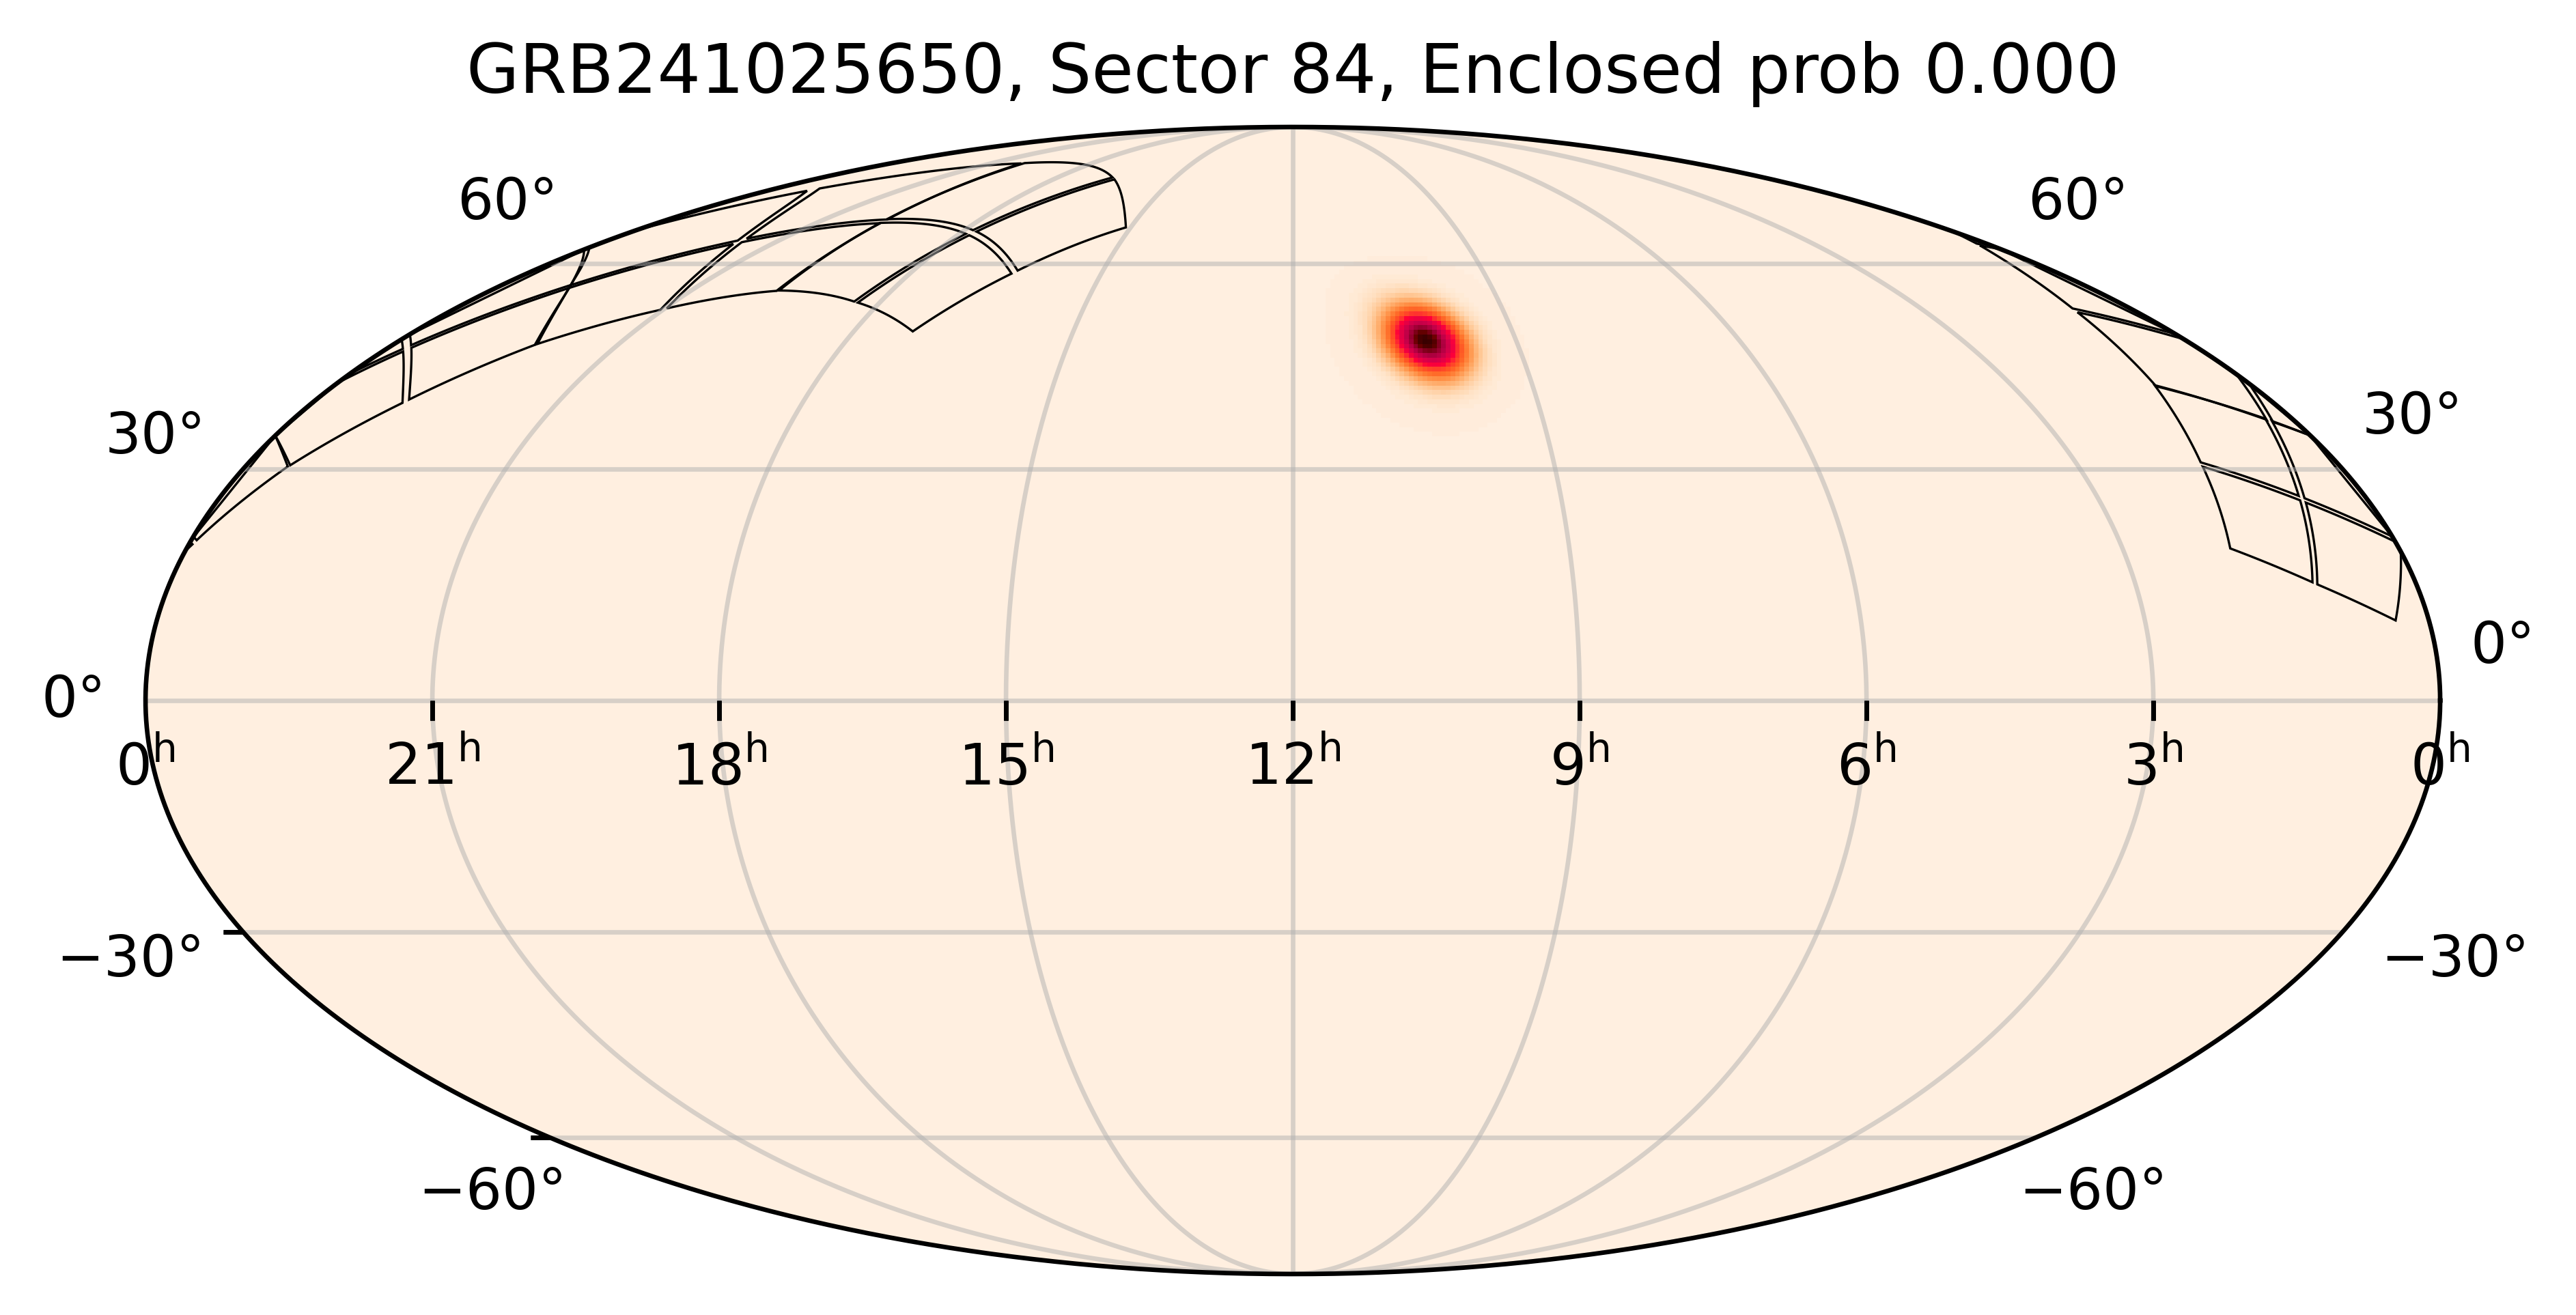 GRB241025650, Sector 84, Enclosed prob 0.000
60° 60°
30° 30°
0° 0°
0h 21h 18h 15h 12h 9h 6h 3h 0h
−30° −30°
−60° −60°